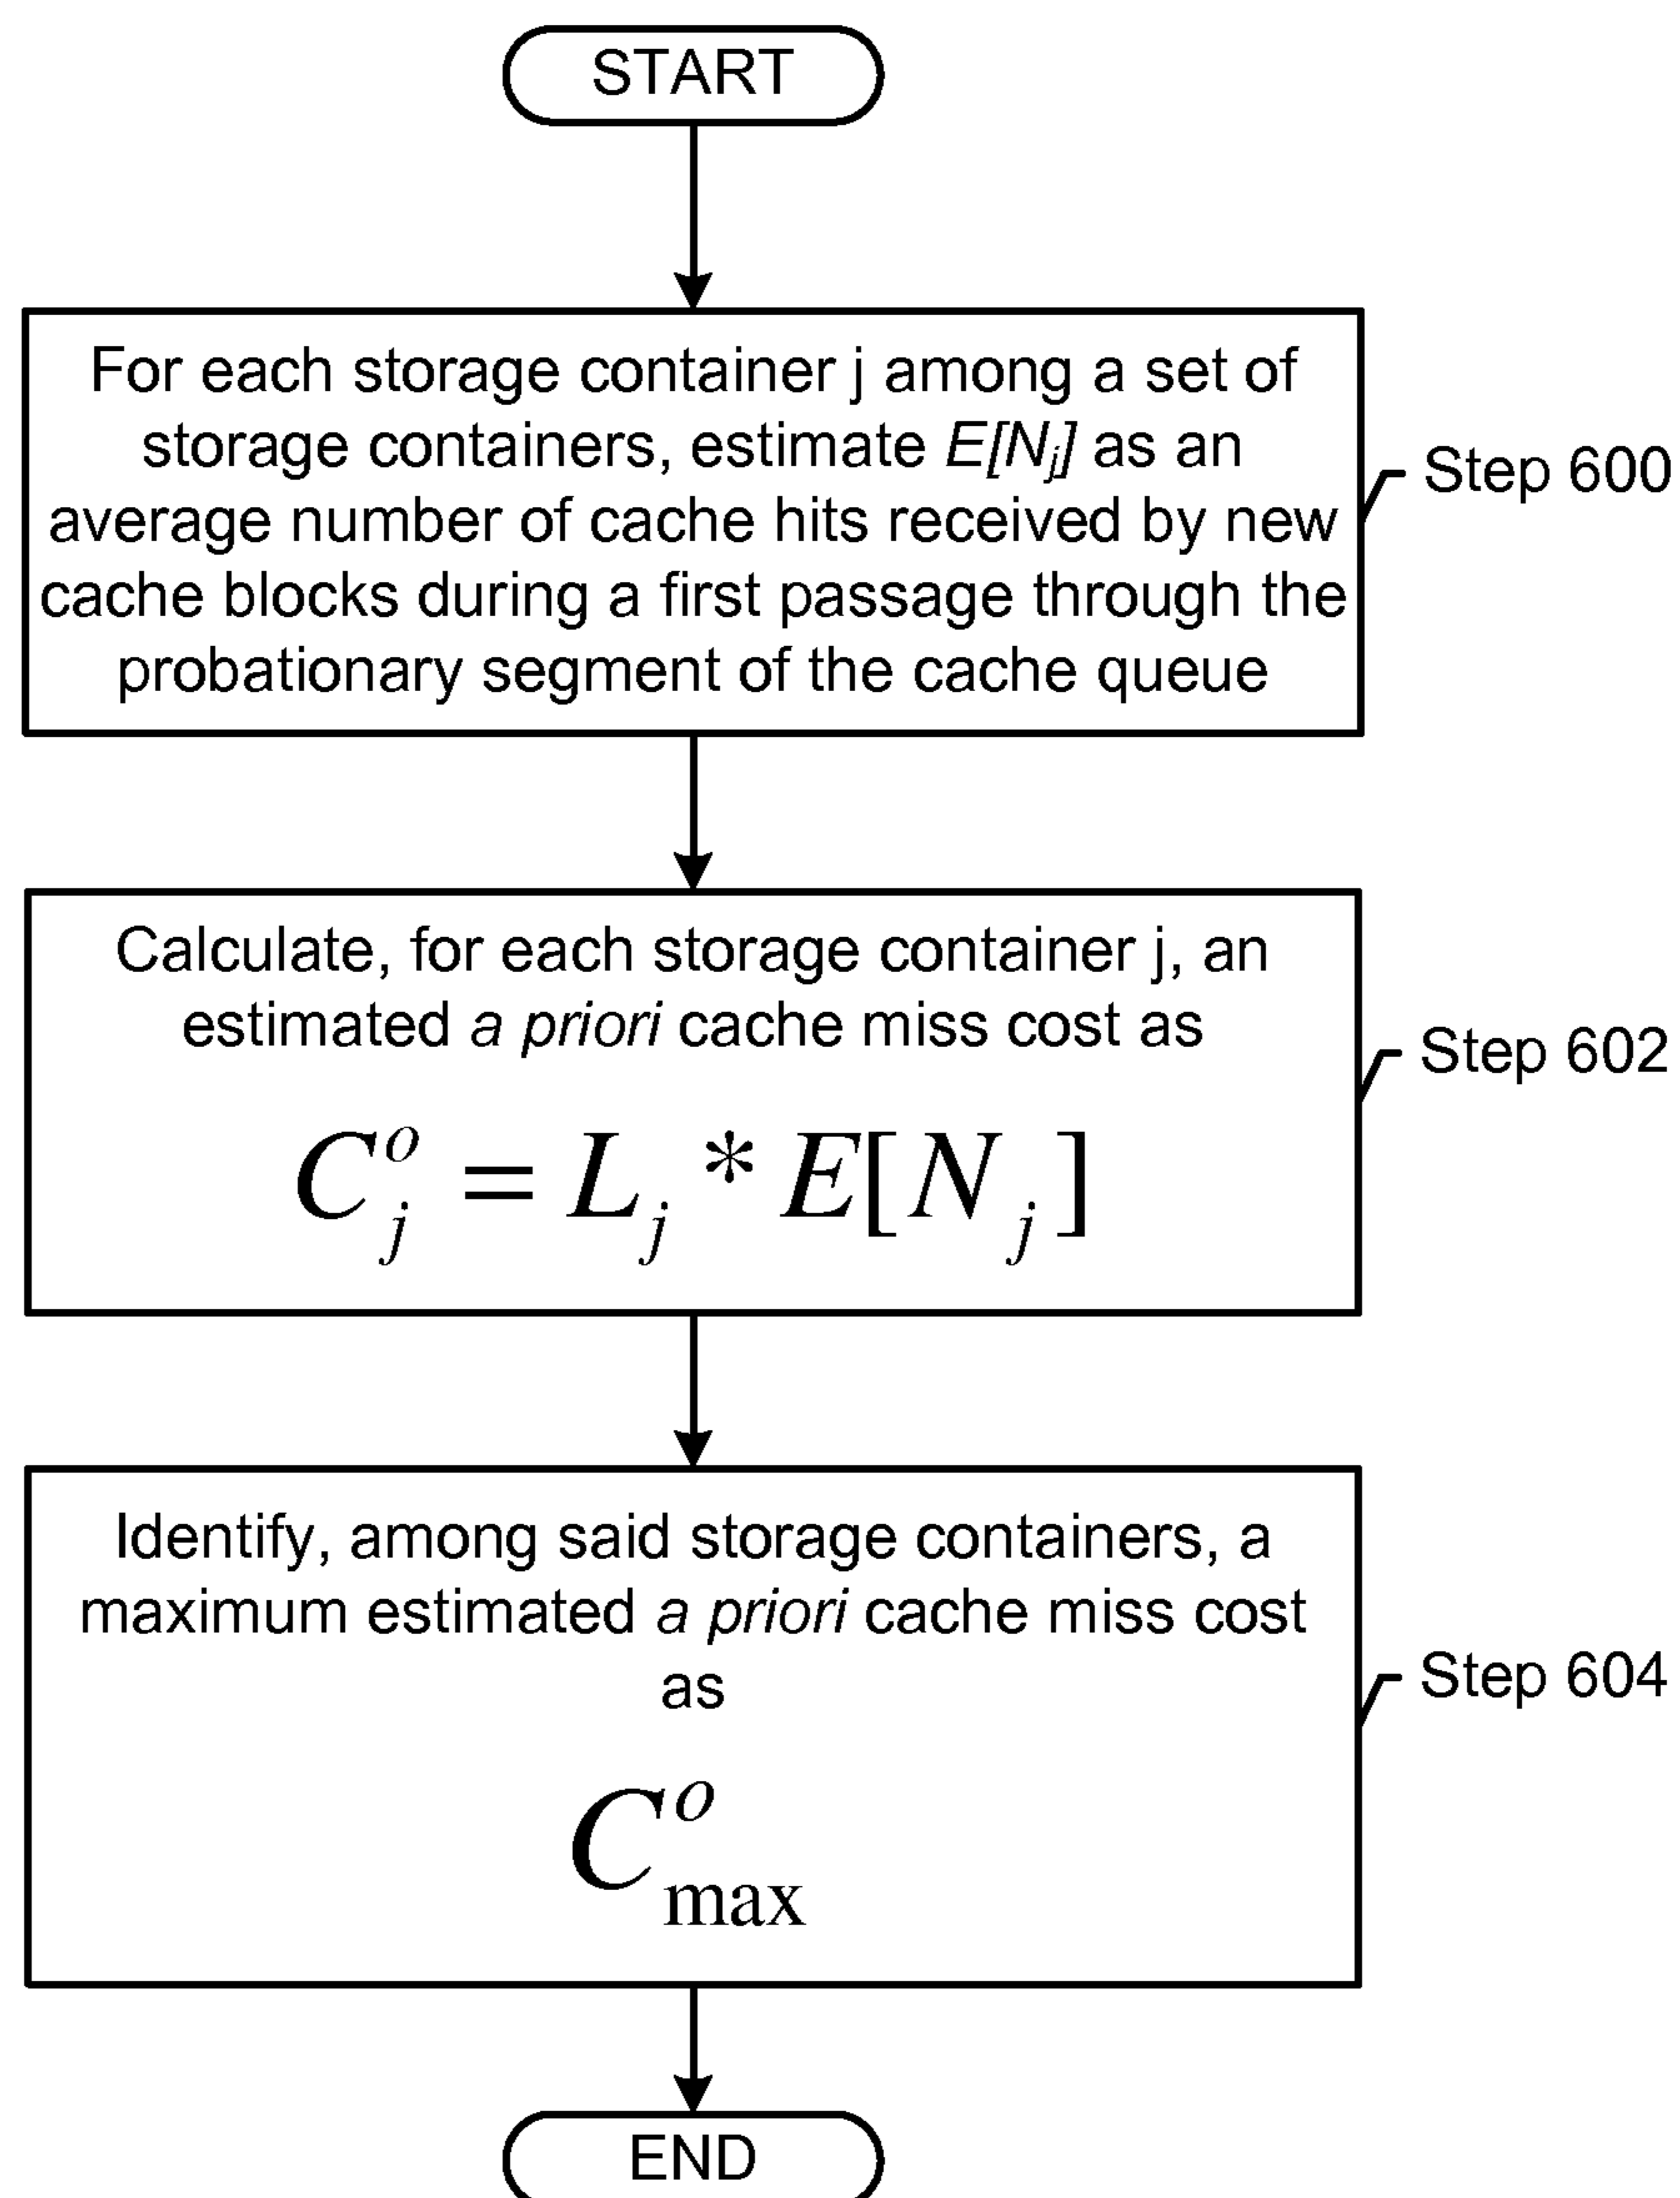 START
For each storage container j among a set of
storage containers, estimate E[Nj] as an
average number of cache hits received by new
cache blocks during a first passage through the
probationary segment of the cache queue
Step 600
Calculate, for each storage container j, an
estimated a priori cache miss cost as
C_j^o = L_j * E[N_j]
Step 602
Identify, among said storage containers, a
maximum estimated a priori cache miss cost
as
C_max^o
Step 604
END